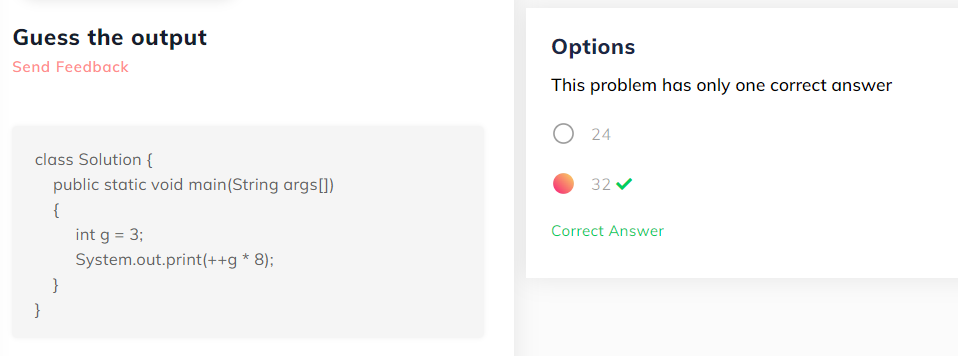 Guess the output
Send Feedback
class Solution {
public static void main(String args[])
{
int g = 3;
System.out.print(++g * 8);
}
}
Options
This problem has only one correct answer
24
32
Correct Answer